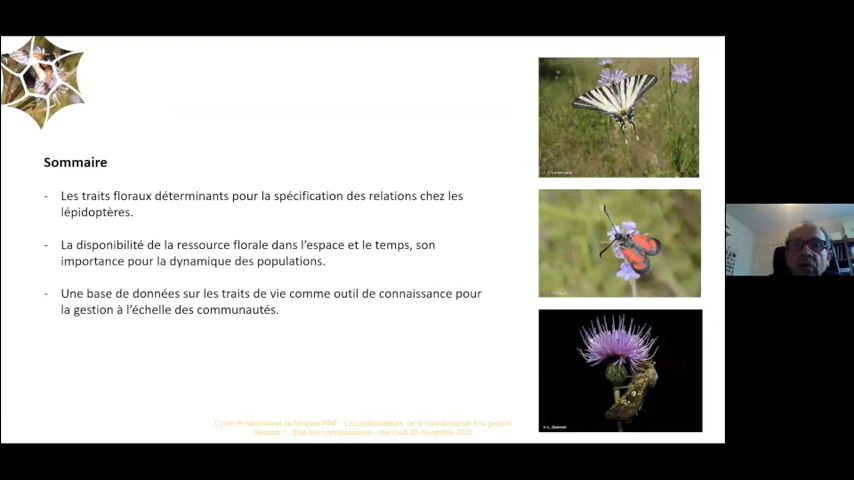 Sommaire
- Les traits floraux déterminants pour la spécification des relations chez les
lépidoptères.
- La disponibilité de la ressource florale dans l'espace et le temps, son
importance pour la dynamique des populations.
- Une base de données sur les traits de vie comme outil de connaissance pour
la gestion à l'échelle des communautés.
Cycle de séminaires techniques RNF - Les pollinisateurs, de la connaissance à la gestion
Session 1 : Etat des connaissances - mercredi 25 novembre 2020